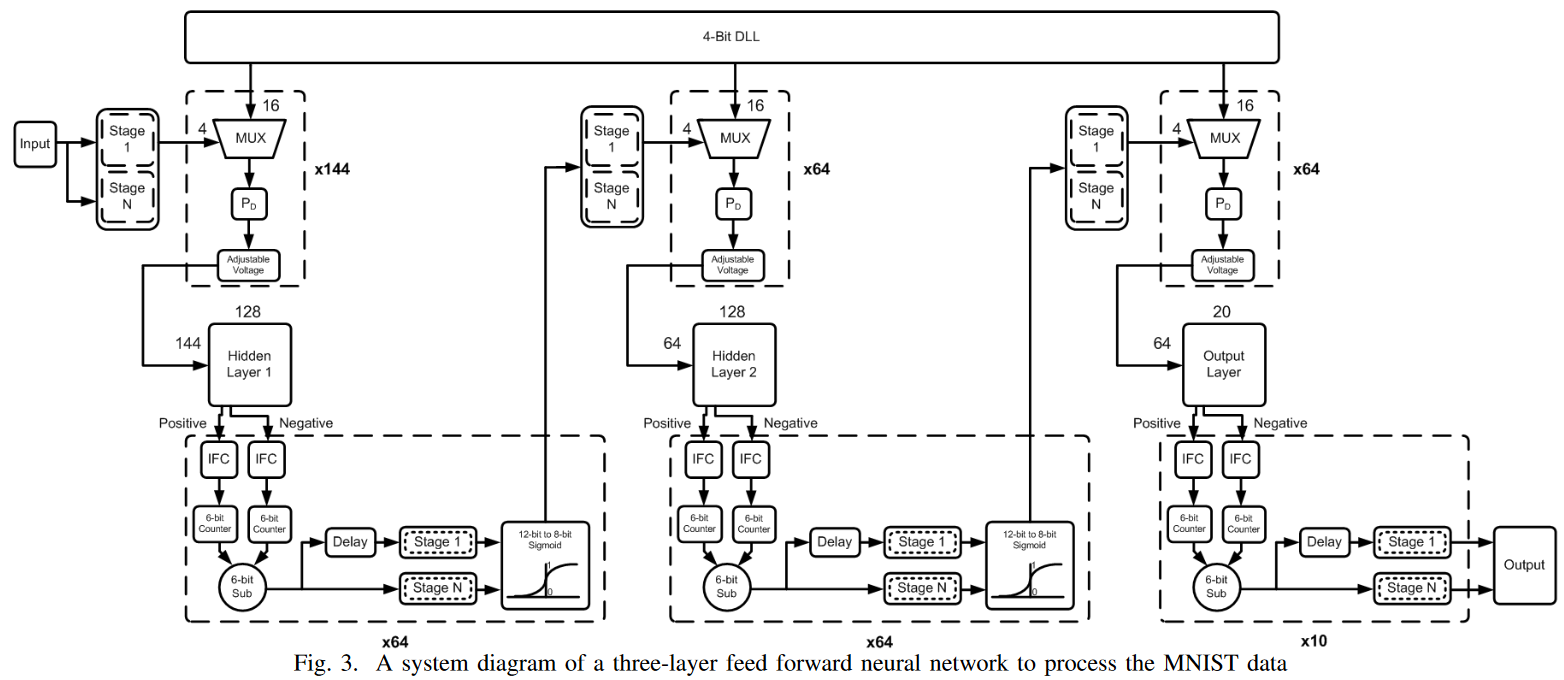 4-Bit DLL
Input
Stage
1
Stage
N
4
16
MUX
PD
Adjustable
Voltage
x144
128
144
Hidden
Layer 1
Positive
Negative
IFC
IFC
6-bit
Counter
6-bit
Counter
6-bit
Sub
Delay
Stage 1
Stage N
12-bit to 8-bit
Sigmoid
1
0
x64
Stage
1
Stage
N
4
16
MUX
PD
Adjustable
Voltage
x64
128
64
Hidden
Layer 2
Positive
Negative
IFC
IFC
6-bit
Counter
6-bit
Counter
6-bit
Sub
Delay
Stage 1
Stage N
12-bit to 8-bit
Sigmoid
1
0
x64
Stage
1
Stage
N
4
16
MUX
PD
Adjustable
Voltage
x64
20
64
Output
Layer
Positive
Negative
IFC
IFC
6-bit
Counter
6-bit
Counter
6-bit
Sub
Delay
Stage 1
Stage N
x10
Output
Fig. 3. A system diagram of a three-layer feed forward neural network to process the MNIST data